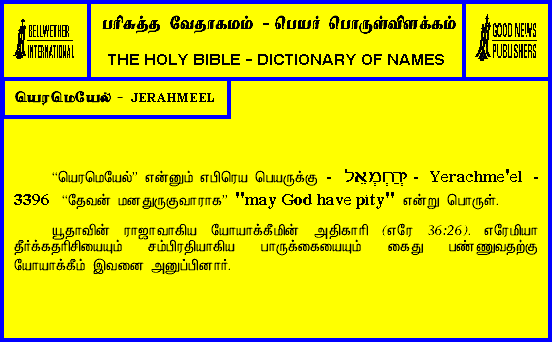 BELLWETHER
INTERNATIONAL
பரிசுத்த வேதாகமம் - பெயர் பொருள்விளக்கம்
THE HOLY BIBLE - DICTIONARY OF NAMES
GOOD NEWS
PUBLISHERS
யெரமெயேல் - JERAHMEEL
“யெரமெயேல்” என்னும் எபிரெய பெயருக்கு - יְרַחְמְאֵל - Yerachme'el -
3396 “தேவன் மனதுருகுவாராக” "may God have pity" என்று பொருள்.
யூதாவின் ராஜாவாகிய யோயாக்கீமின் அதிகாரி (எரே 36:26). எரேமியா
தீர்க்கதரிசியையும் சம்பிரதியாகிய பாருக்கையையும் கைது பண்ணுவதற்கு
யோயாக்கீம் இவனை அனுப்பினார்.